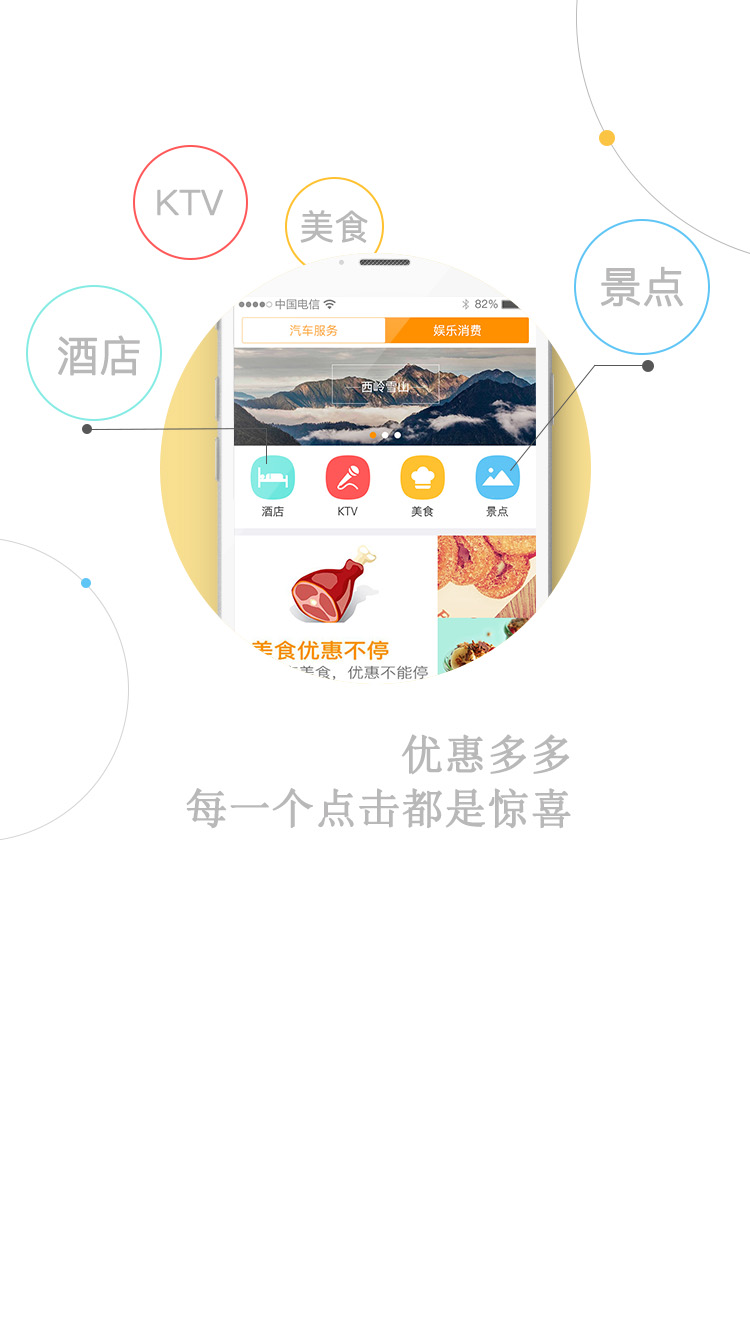 KTV
美食
景点
酒店
中国电信 82%
汽车服务 娱乐消费
西岭雪山
酒店 KTV 美食 景点
美食优惠不停
美食，优惠不能停
优惠多多
每一个点击都是惊喜